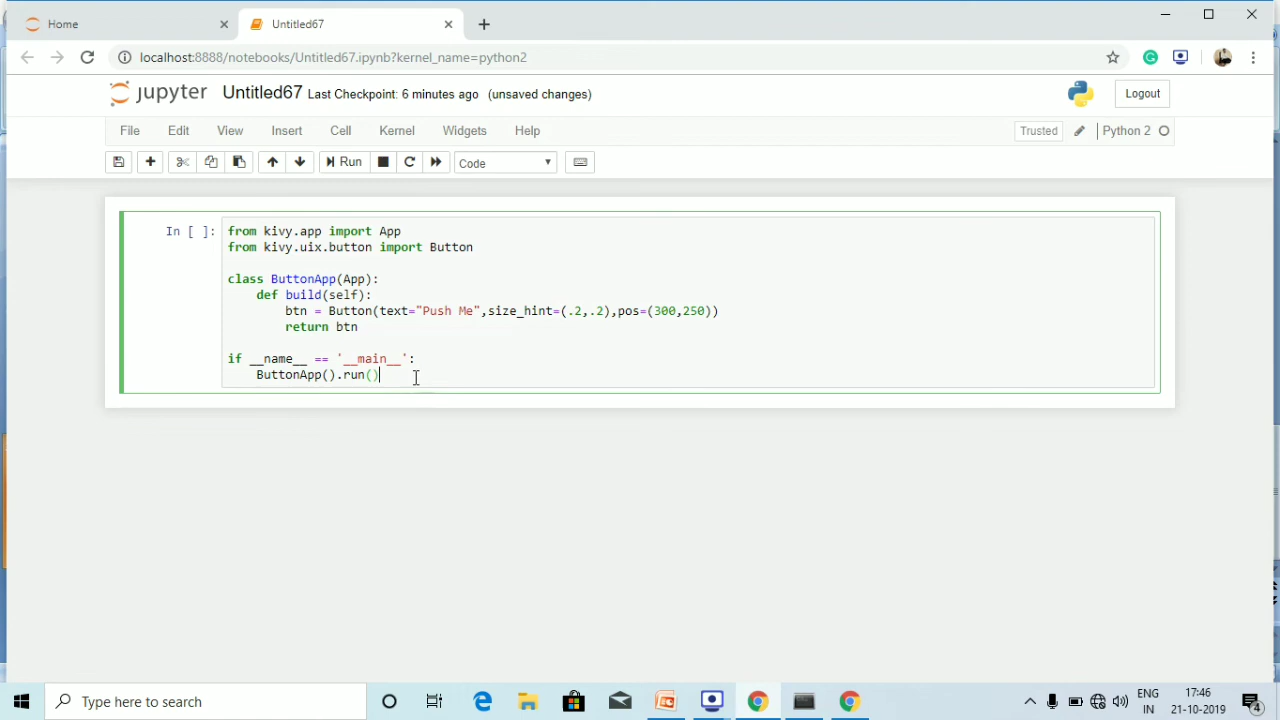 Home
Untitled67
localhost:8888/notebooks/Untitled67.ipynb?kernel_name=python2
jupyter Untitled67 Last Checkpoint: 6 minutes ago (unsaved changes)
Logout
File Edit View Insert Cell Kernel Widgets Help
Trusted Python 2
Run
Code
In [ ]:
from kivy.app import App
from kivy.uix.button import Button
class ButtonApp(App):
def build(self):
btn = Button(text="Push Me",size_hint=(.2,.2),pos=(300,250))
return btn
if __name__ == '__main__':
ButtonApp().run()
Type here to search
ENG
IN
17:46
21-10-2019
4